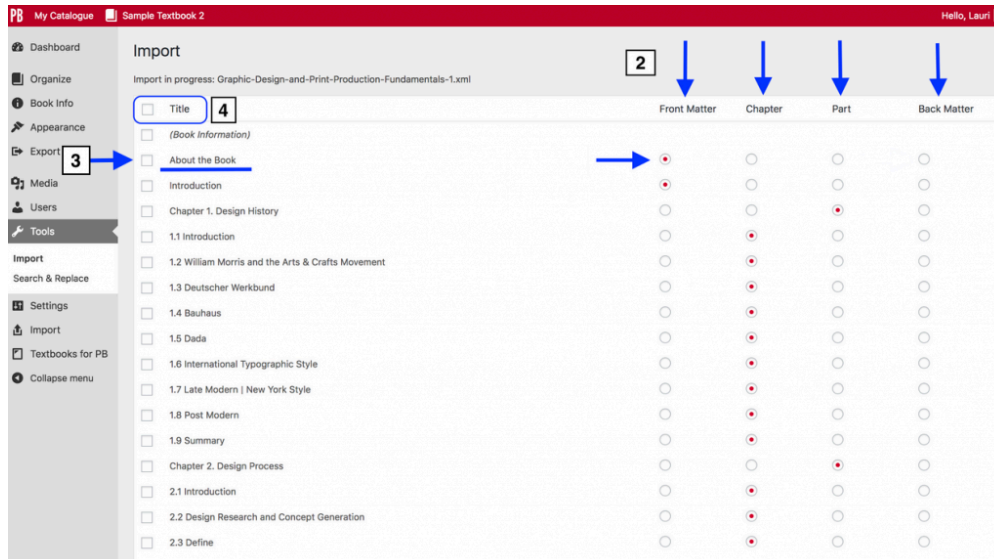 PB My Catalogue Sample Textbook 2 Hello, Lauri
Dashboard
Organize
Book Info
Appearance
Export
Media
Users
Tools
Import
Search & Replace
Settings
Import
Textbooks for PB
Collapse menu
Import
Import in progress: Graphic-Design-and-Print-Production-Fundamentals-1.xml
2
3
4
Title Front Matter Chapter Part Back Matter
(Book Information)
About the Book
Introduction
Chapter 1. Design History
1.1 Introduction
1.2 William Morris and the Arts & Crafts Movement
1.3 Deutscher Werkbund
1.4 Bauhaus
1.5 Dada
1.6 International Typographic Style
1.7 Late Modern | New York Style
1.8 Post Modern
1.9 Summary
Chapter 2. Design Process
2.1 Introduction
2.2 Design Research and Concept Generation
2.3 Define